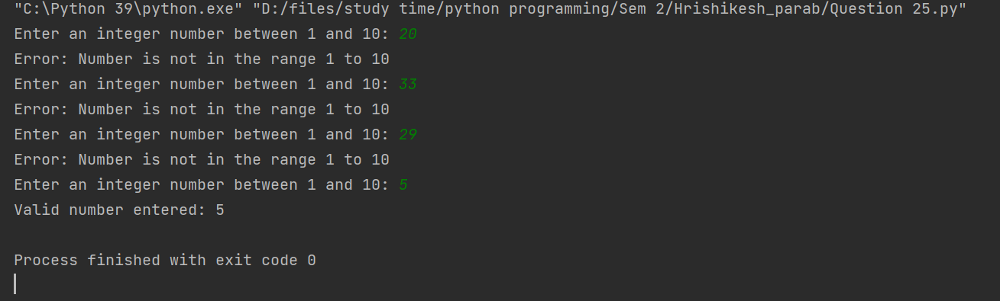 "C:\Python 39\python.exe" "D:/files/study time/python programming/Sem 2/Hrishikesh_parab/Question 25.py"
Enter an integer number between 1 and 10: 20
Error: Number is not in the range 1 to 10
Enter an integer number between 1 and 10: 33
Error: Number is not in the range 1 to 10
Enter an integer number between 1 and 10: 29
Error: Number is not in the range 1 to 10
Enter an integer number between 1 and 10: 5
Valid number entered: 5
Process finished with exit code 0